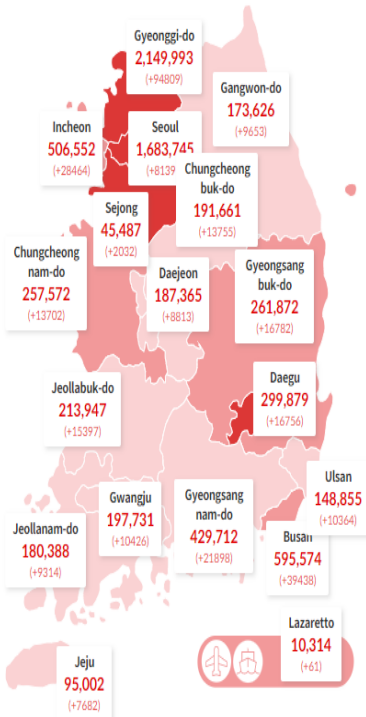 Gyeonggi-do
2,149,993
(+94809)
Gangwon-do
173,626
(+9653)
Incheon
506,552
(+28464)
Seoul
1,683,745
(+8139
Chungcheong
buk-do
191,661
(+13755)
Sejong
45,487
(+2032)
Chungcheong
nam-do
257,572
(+13702)
Daejeon
187,365
(+8813)
Gyeongsang
buk-do
261,872
(+16782)
Jeollabuk-do
213,947
(+15397)
Daegu
299,879
(+16756)
Ulsan
148,855
(+10364)
Gwangju
197,731
(+10426)
Gyeongsang
nam-do
429,712
(+21898)
Busan
595,574
(+39438)
Jeollanam-do
180,388
(+9314)
Lazaretto
10,314
(+61)
Jeju
95,002
(+7682)